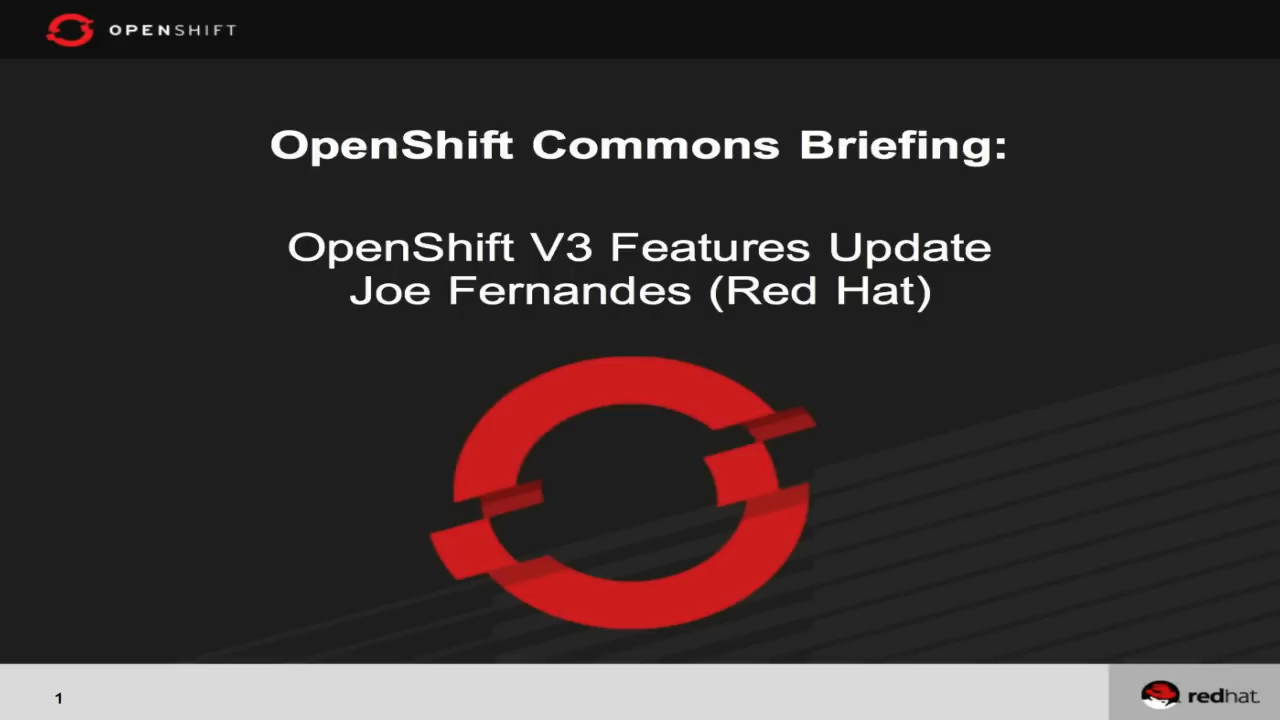 OPENSHIFT
OpenShift Commons Briefing:
OpenShift V3 Features Update
Joe Fernandes (Red Hat)
1
redhat.